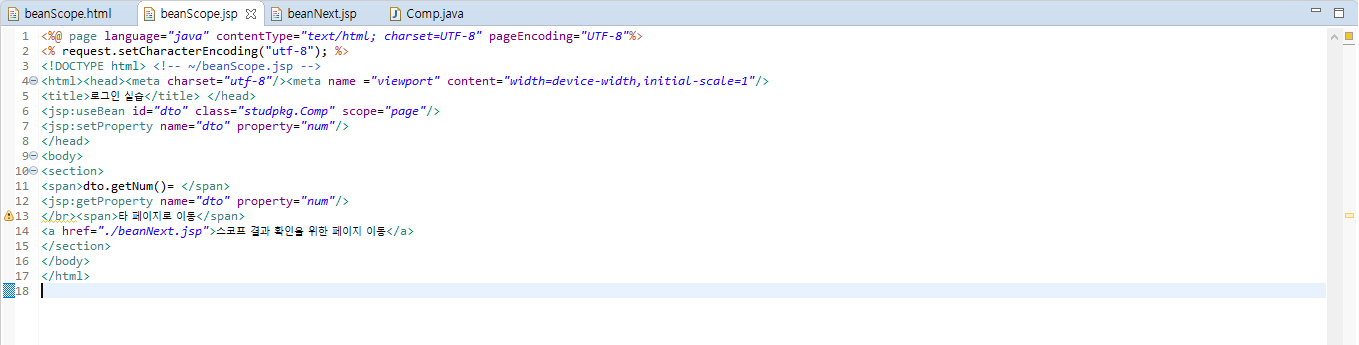 beanScope.html beanScope.jsp beanNext.jsp Comp.java
1 <%@ page language="java" contentType="text/html; charset=UTF-8" pageEncoding="UTF-8"%>
2 <% request.setCharacterEncoding("utf-8"); %>
3 <!DOCTYPE html> <!-- ~/beanScope.jsp -->
4 <html><head><meta charset="utf-8"/><meta name ="viewport" content="width=device-width,initial-scale=1"/>
5 <title>로그인 실습</title> </head>
6 <jsp:useBean id="dto" class="studpkg.Comp" scope="page"/>
7 <jsp:setProperty name="dto" property="num"/>
8 </head>
9 <body>
10 <section>
11 <span>dto.getNum()= </span>
12 <jsp:getProperty name="dto" property="num"/>
13 </br><span>타 페이지로 이동</span>
14 <a href="./beanNext.jsp">스코프 결과 확인을 위한 페이지 이동</a>
15 </section>
16 </body>
17 </html>
18